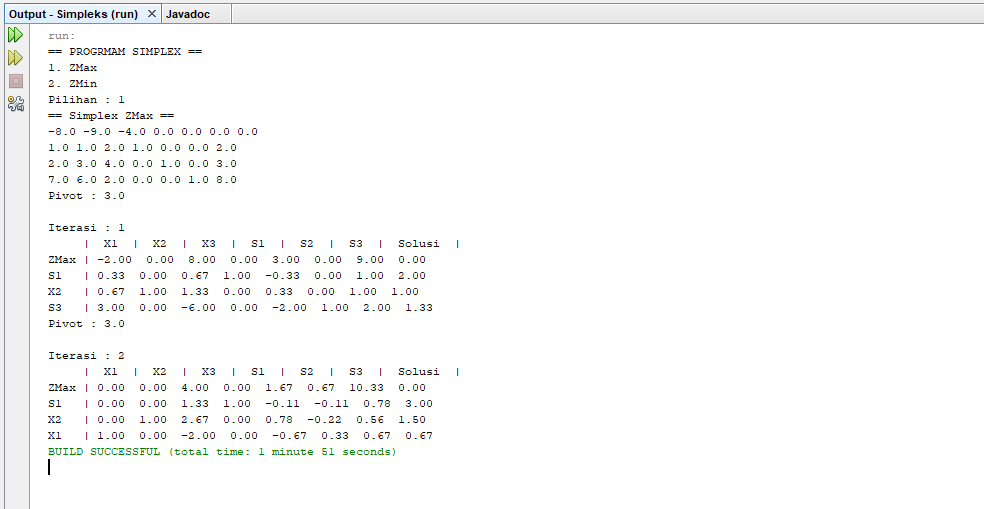 Output - Simpleks (run) × Javadoc
run:
== PROGRMAM SIMPLEX ==
1. ZMax
2. ZMin
Pilihan : 1
== Simplex ZMax ==
-8.0 -9.0 -4.0 0.0 0.0 0.0 0.0
1.0 1.0 2.0 1.0 0.0 0.0 2.0
2.0 3.0 4.0 0.0 1.0 0.0 3.0
7.0 6.0 2.0 0.0 0.0 1.0 8.0
Pivot : 3.0
Iterasi : 1
| X1 | X2 | X3 | S1 | S2 | S3 | Solusi |
ZMax | -2.00 0.00 8.00 0.00 3.00 0.00 9.00 0.00
S1 | 0.33 0.00 0.67 1.00 -0.33 0.00 1.00 2.00
X2 | 0.67 1.00 1.33 0.00 0.33 0.00 1.00 1.00
S3 | 3.00 0.00 -6.00 0.00 -2.00 1.00 2.00 1.33
Pivot : 3.0
Iterasi : 2
| X1 | X2 | X3 | S1 | S2 | S3 | Solusi |
ZMax | 0.00 0.00 4.00 0.00 1.67 0.67 10.33 0.00
S1 | 0.00 0.00 1.33 1.00 -0.11 -0.11 0.78 3.00
X2 | 0.00 1.00 2.67 0.00 0.78 -0.22 0.56 1.50
X1 | 1.00 0.00 -2.00 0.00 -0.67 0.33 0.67 0.67
BUILD SUCCESSFUL (total time: 1 minute 51 seconds)